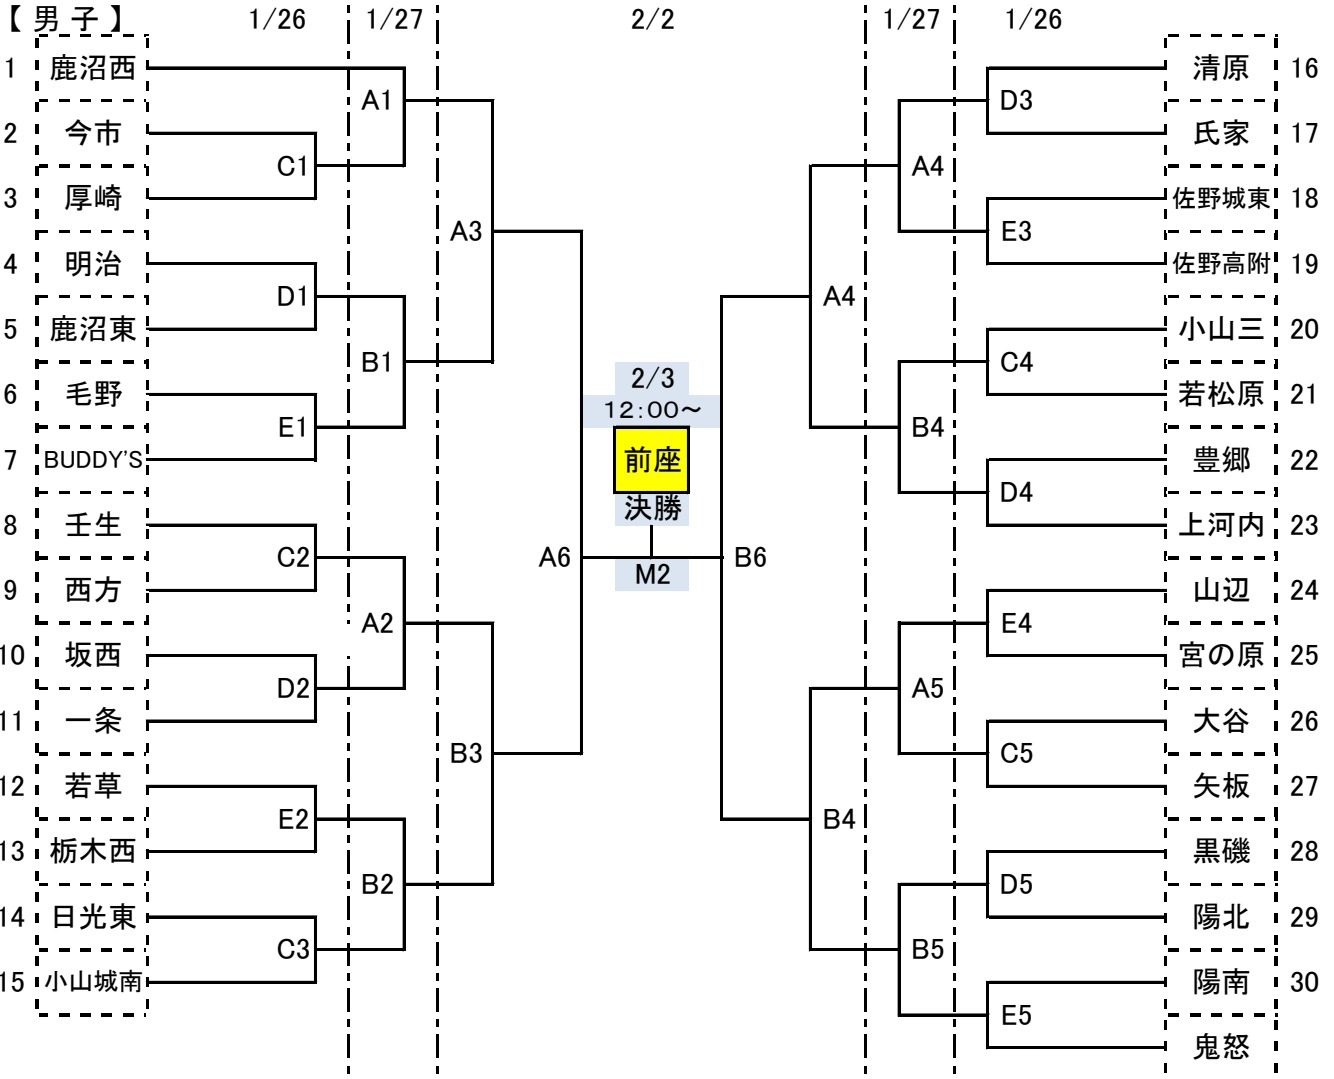 【 男 子 】 1/26 1/27 2/2 1/27 1/26
1 鹿沼西
2 今市
3 厚崎
4 明治
5 鹿沼東
6 毛野
7 BUDDY'S
8 壬生
9 西方
10 坂西
11 一条
12 若草
13 栃木西
14 日光東
15 小山城南
C1
D1
E1
C2
D2
E2
C3
A1
B1
A2
B2
A3
B3
A6
2/3
12:00～
前座
決勝
M2
B6
A4
B4
A4
B4
A5
B5
D3
E3
C4
D4
E4
C5
D5
E5
清原 16
氏家 17
佐野城東 18
佐野高附 19
小山三 20
若松原 21
豊郷 22
上河内 23
山辺 24
宮の原 25
大谷 26
矢板 27
黒磯 28
陽北 29
陽南 30
鬼怒